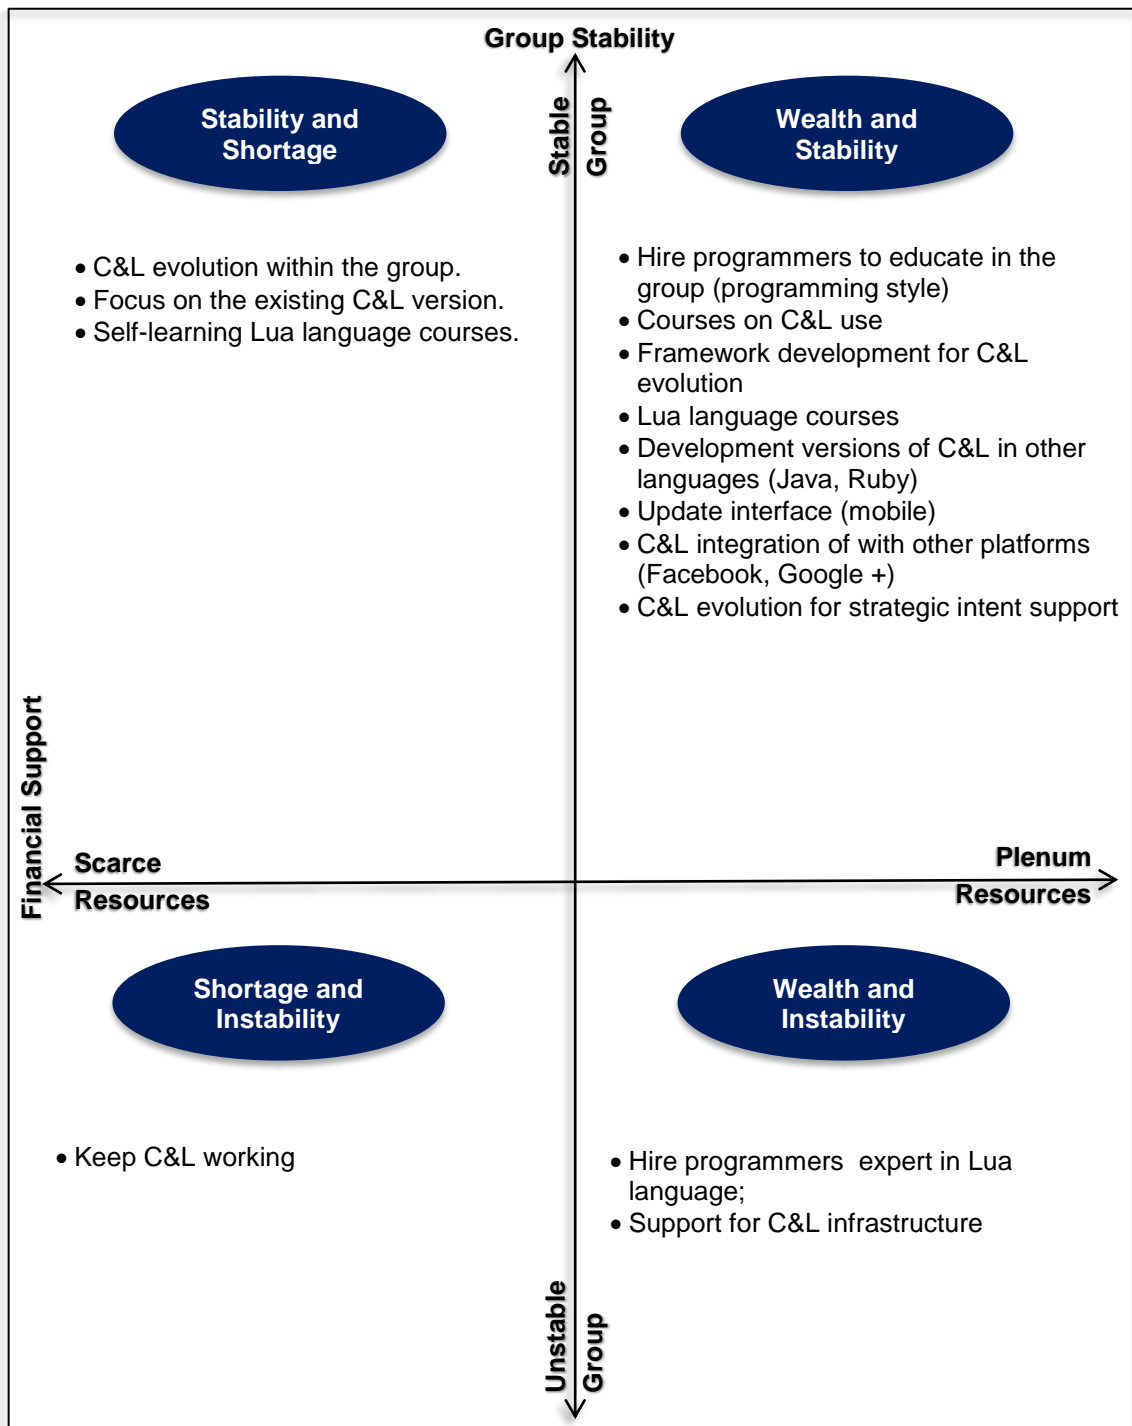 Group Stability
Stability and
Shortage
Stable
Group
Wealth and
Stability
• C&L evolution within the group.
• Focus on the existing C&L version.
• Self-learning Lua language courses.
• Hire programmers to educate in the
group (programming style)
• Courses on C&L use
• Framework development for C&L
evolution
• Lua language courses
• Development versions of C&L in other
languages (Java, Ruby)
• Update interface (mobile)
• C&L integration of with other platforms
(Facebook, Google +)
• C&L evolution for strategic intent support
Financial Support
Scarce
Resources
Plenum
Resources
Shortage and
Instability
Wealth and
Instability
• Keep C&L working
• Hire programmers  expert in Lua
language;
• Support for C&L infrastructure
Unstable
Group